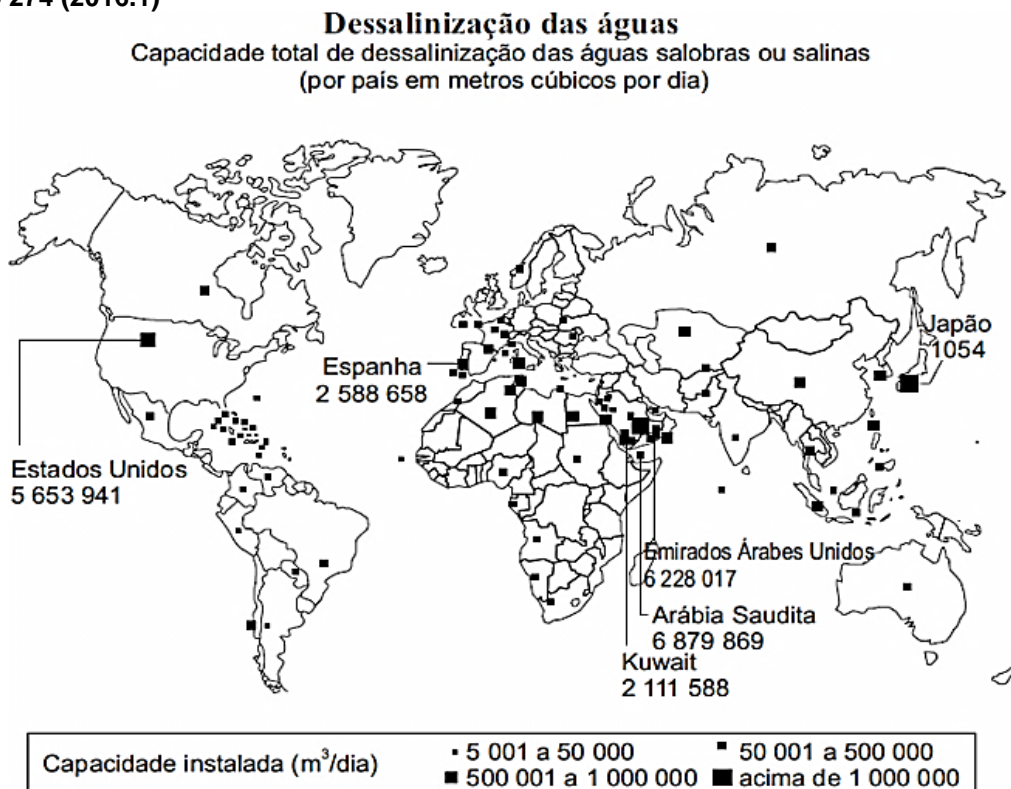 274 (2016.1)
Dessalinização das águas
Capacidade total de dessalinização das águas salobras ou salinas
(por país em metros cúbicos por dia)
Japão
1054
Espanha
2 588 658
Estados Unidos
5 653 941
Emirados Árabes Unidos
6 228 017
Arábia Saudita
6 879 869
Kuwait
2 111 588
Capacidade instalada (m³/dia)
5 001 a 50 000
50 001 a 500 000
500 001 a 1 000 000
acima de 1 000 000